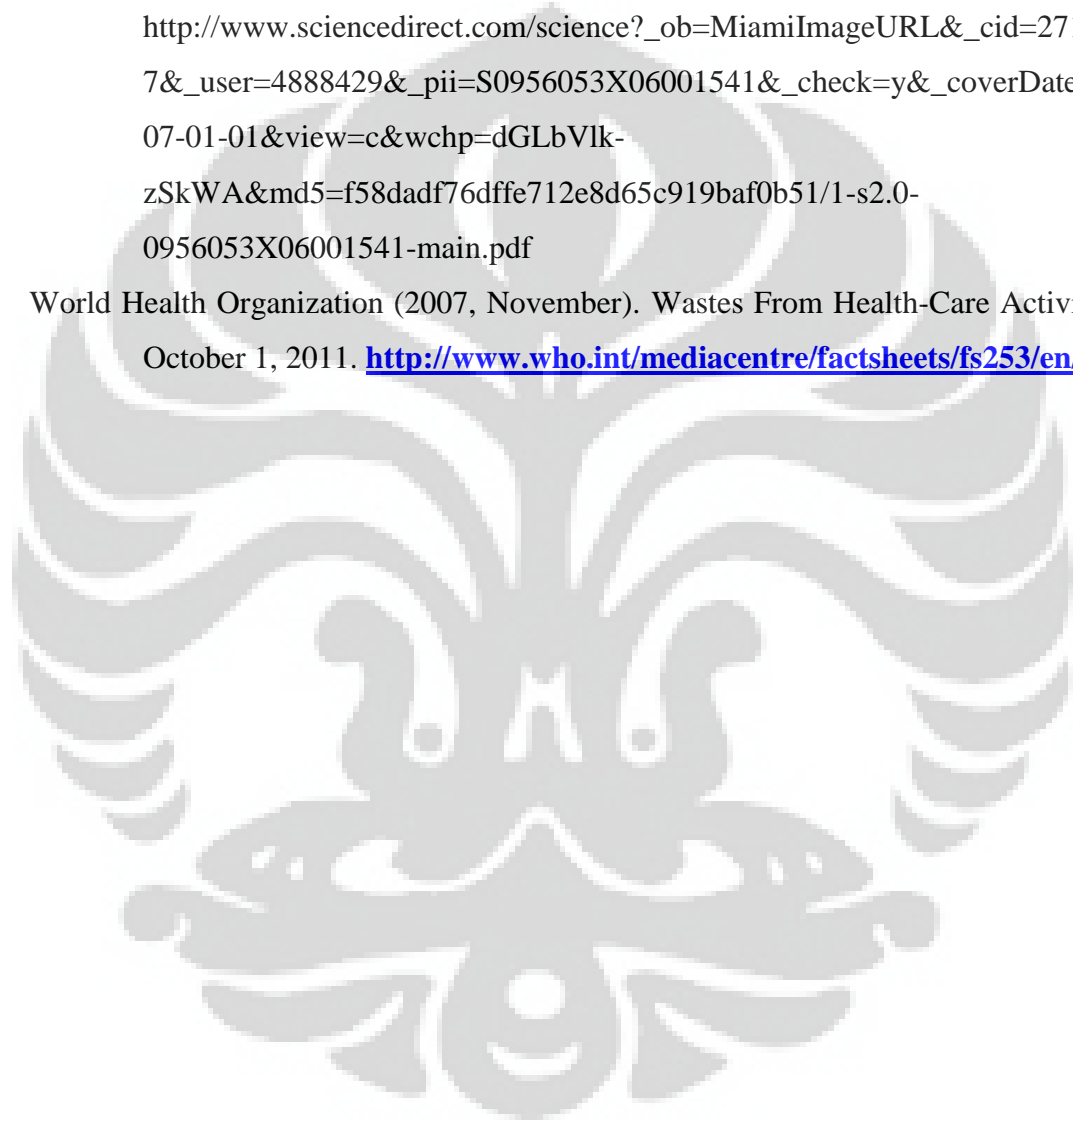 http://www.sciencedirect.com/science?_ob=MiamiImageURL&_cid=271
7&_user=4888429&_pii=S0956053X06001541&_check=y&_coverDate
07-01-01&view=c&wchp=dGLbVlk-
zSkWA&md5=f58dadf76dffe712e8d65c919baf0b51/1-s2.0-
0956053X06001541-main.pdf
World Health Organization (2007, November). Wastes From Health-Care Activi
October 1, 2011. http://www.who.int/mediacentre/factsheets/fs253/en/